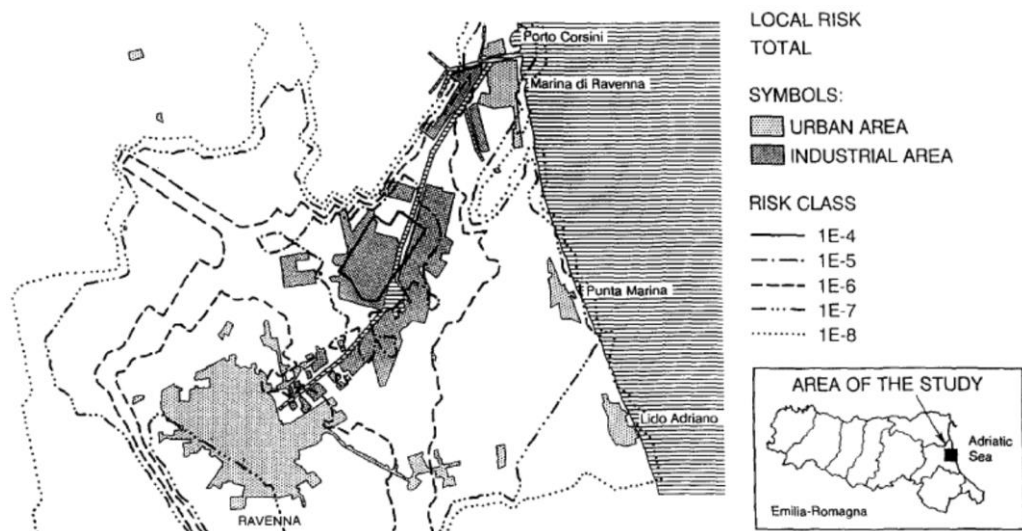 Porto Corsini
Marina di Ravenna
Punta Marina
Lido Adriano
RAVENNA
LOCAL RISK
TOTAL
SYMBOLS:
URBAN AREA
INDUSTRIAL AREA
RISK CLASS
1E-4
1E-5
1E-6
1E-7
1E-8
AREA OF THE STUDY
Adriatic
Sea
Emilia-Romagna